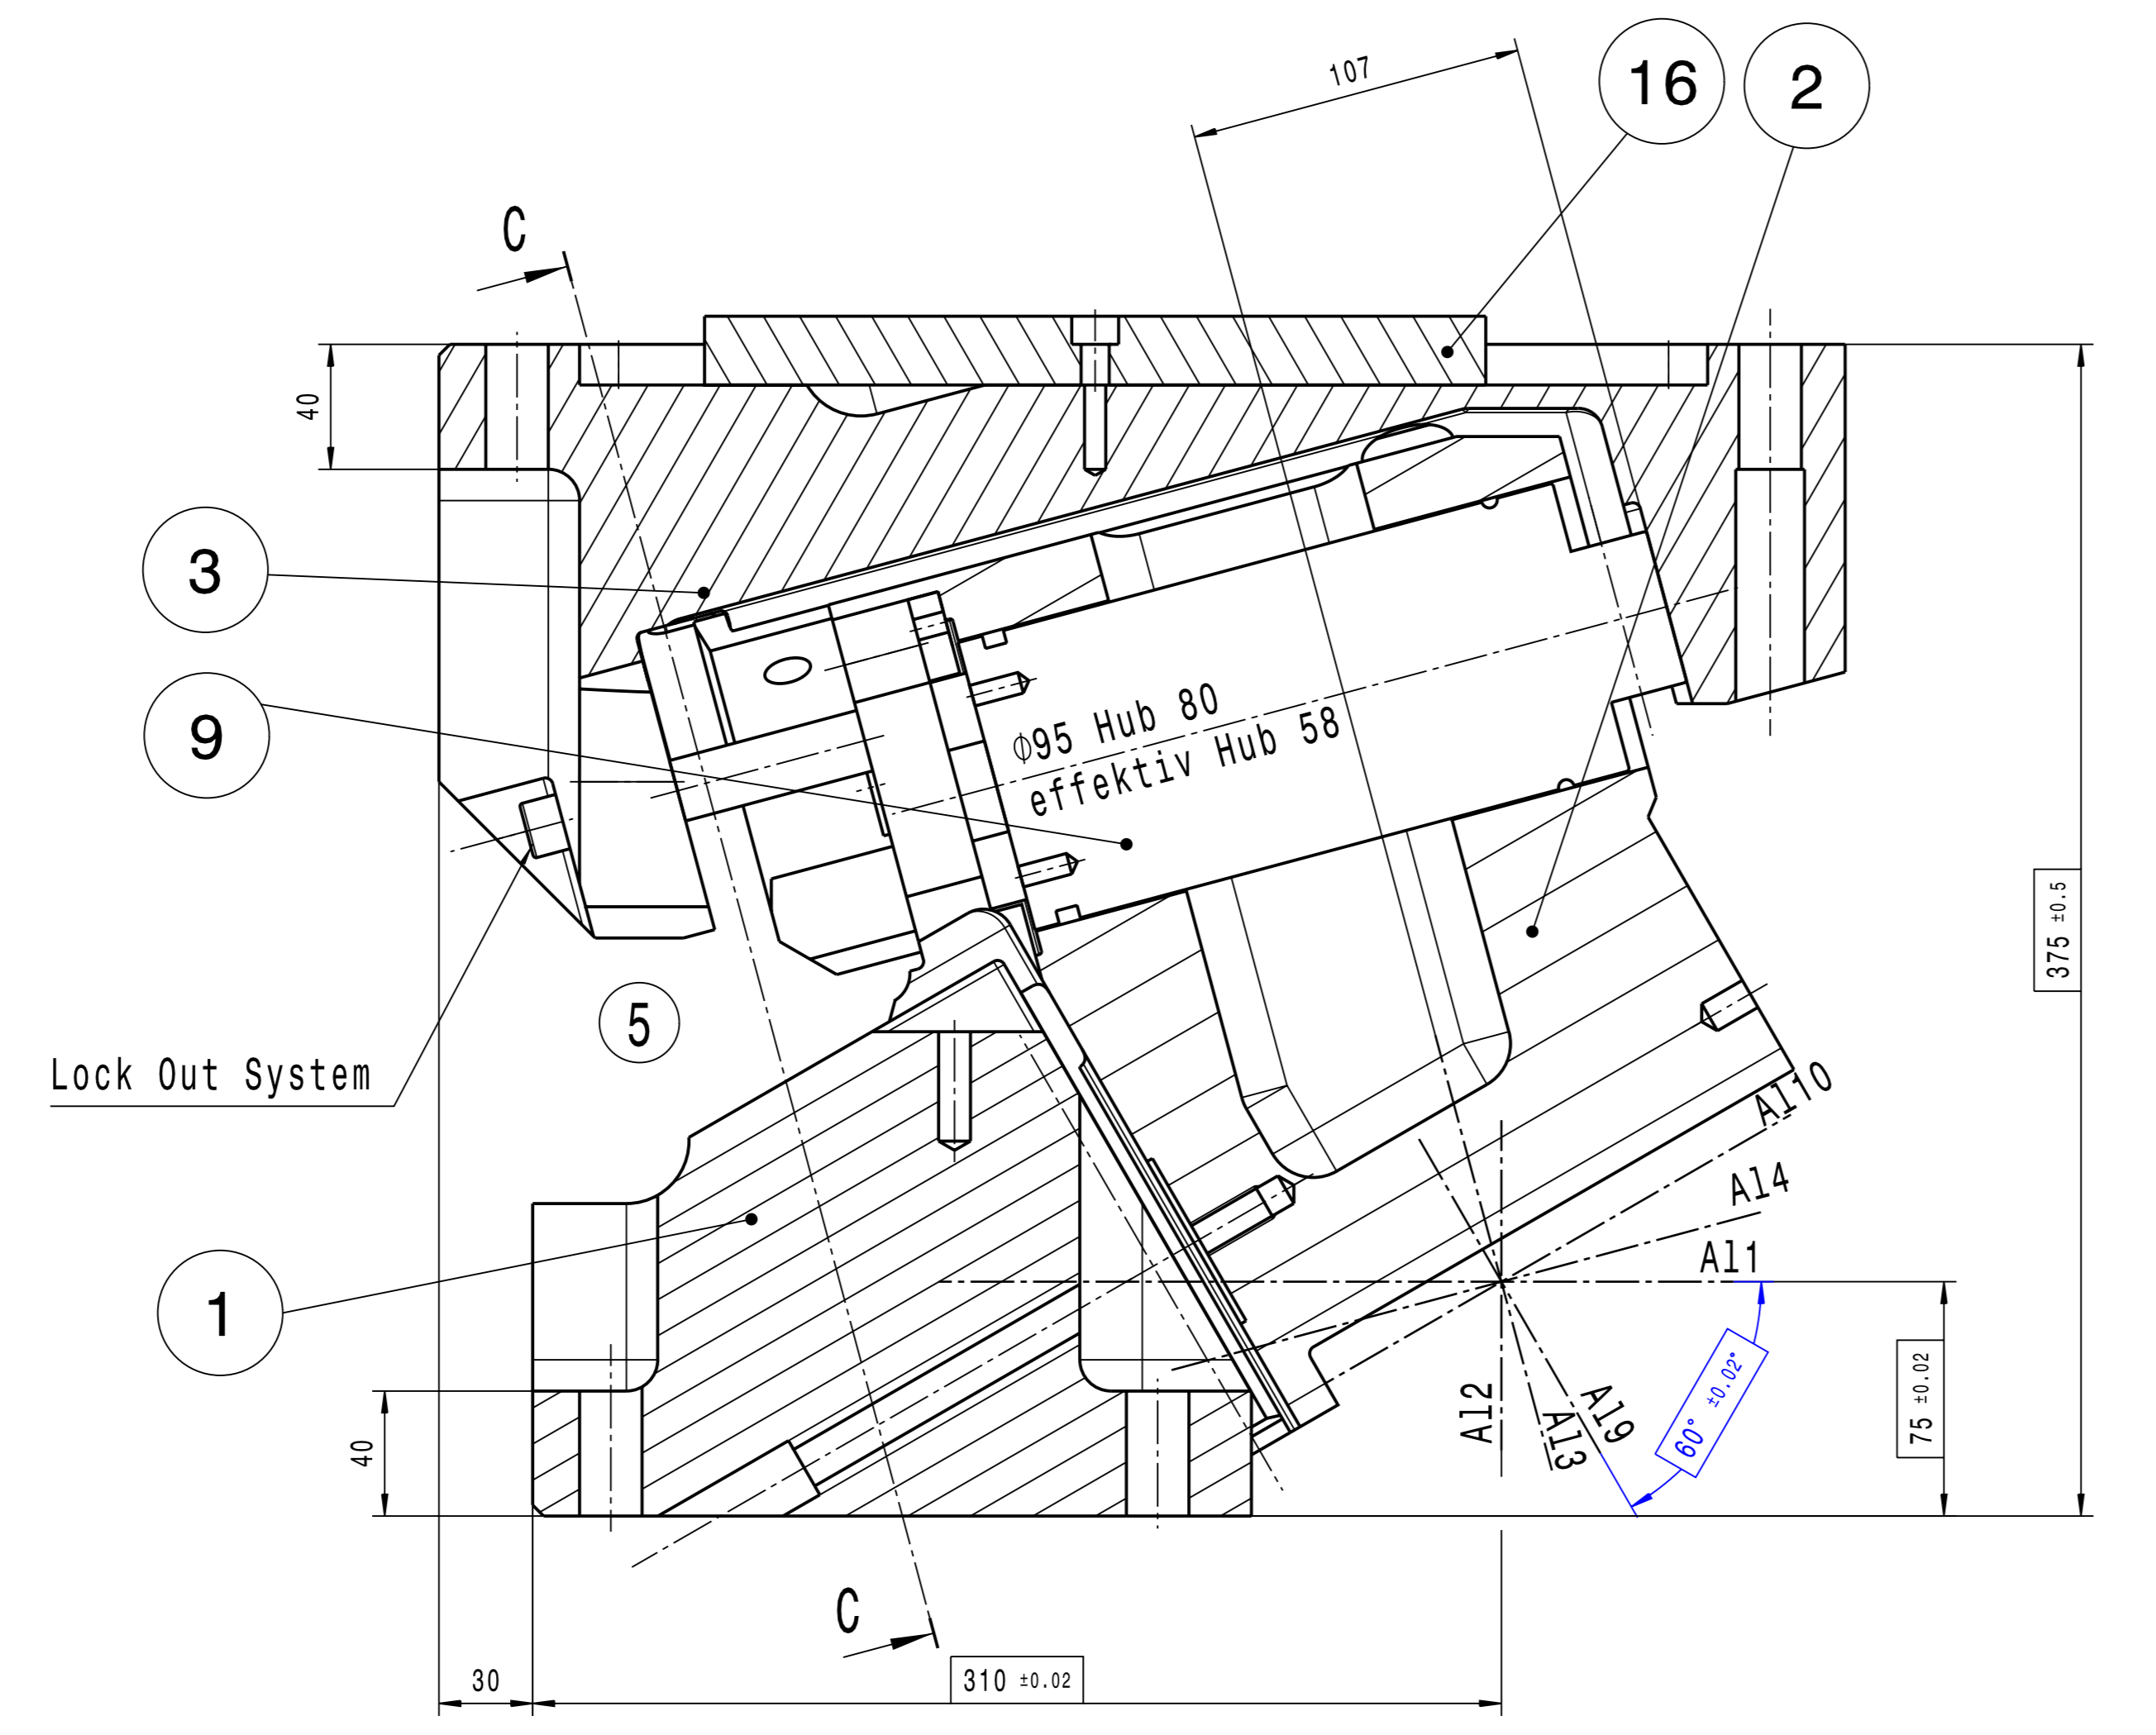 107
16
2
C
40
3
9
Φ95 Hub 80
effektiv Hub 58
375 ±0.5
5
Lock Out System
Al10
Al4
Al1
1
Al2
Al3
Al9
60° ±0.02°
75 ±0.02
40
C
30
310 ±0.02